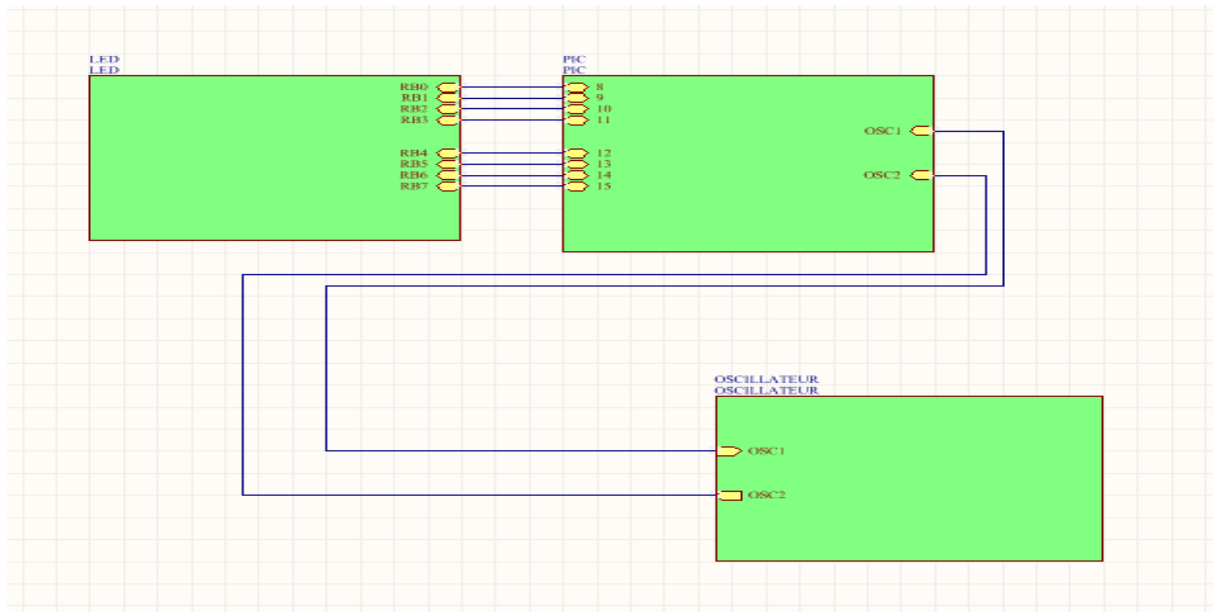 LED
LED
RB0
RB1
RB2
RB3
RB4
RB5
RB6
RB7
PIC
PIC
8
9
10
11
12
13
14
15
OSC1
OSC2
OSCILLATEUR
OSCILLATEUR
OSC1
OSC2